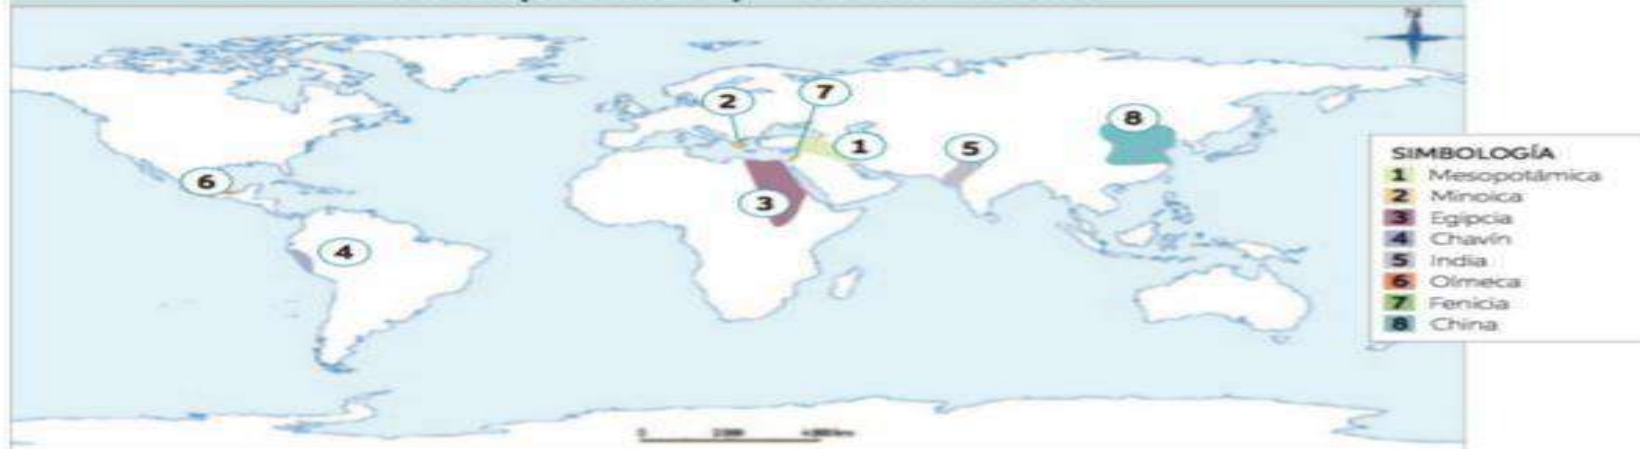 2
7
8
1
5
6
3
4
SIMBOLOGÍA
1 Mesopotámica
2 Minoica
3 Egipcia
4 Chavín
5 India
6 Olmeca
7 Fenicia
8 China
0